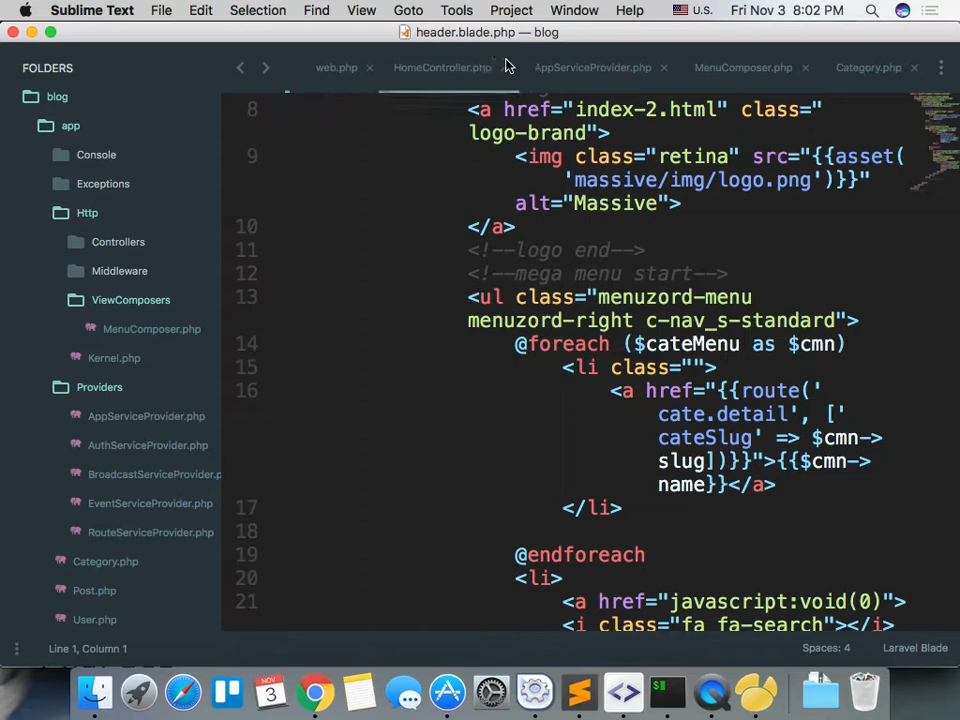 Sublime Text File Edit Selection Find View Goto Tools Project Window Help U.S. Fri Nov 3 8:02 PM
header.blade.php — blog
FOLDERS
web.php HomeController.php AppServiceProvider.php MenuComposer.php Category.php
blog
app
Console
Exceptions
Http
Controllers
Middleware
ViewComposers
MenuComposer.php
Kernel.php
Providers
AppServiceProvider.php
AuthServiceProvider.php
BroadcastServiceProvider.p
EventServiceProvider.php
RouteServiceProvider.php
Category.php
Post.php
User.php
8 <a href="index-2.html" class="
logo-brand">
9 <img class="retina" src="{{asset(
'massive/img/logo.png')}}"
alt="Massive">
10 </a>
11 <!--logo end-->
12 <!--mega menu start-->
13 <ul class="menuzord-menu
menuzord-right c-nav_s-standard">
14 @foreach ($cateMenu as $cmn)
15 <li class="">
16 <a href="{{route('
cate.detail', ['
cateSlug' => $cmn->
slug])}}">{{$cmn->
name}}</a>
17 </li>
18
19 @endforeach
20 <li>
21 <a href="javascript:void(0)">
<i class="fa fa-search"></i>
Line 1, Column 1 Spaces: 4 Laravel Blade
NOV
3